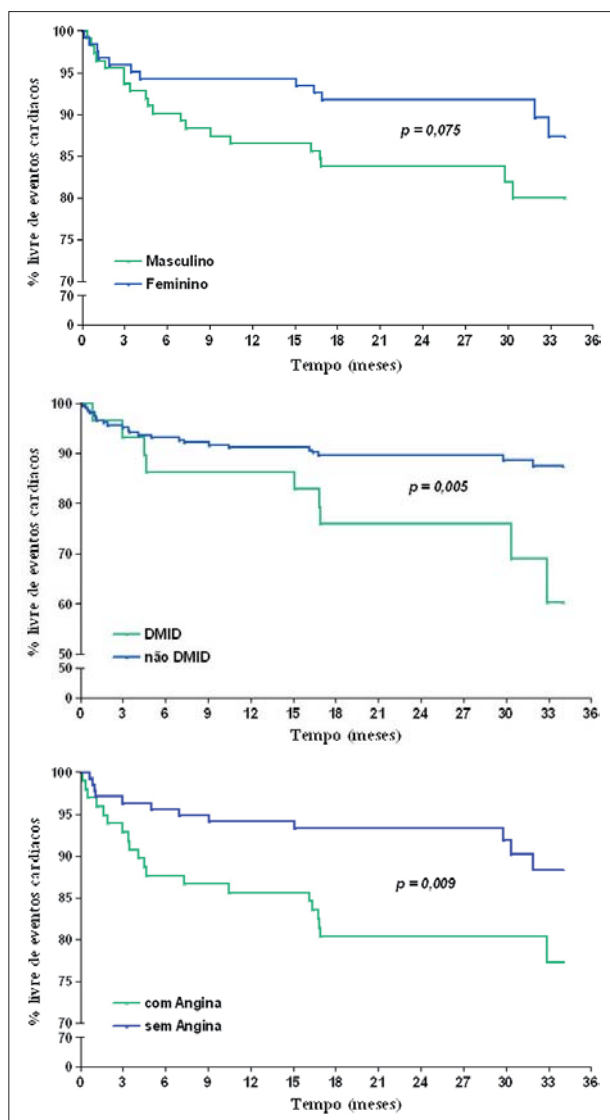 100
95
90
85
80
75
70
70
0
% livre de eventos cardíacos
p = 0,075
Masculino
Feminino
0 3 6 9 12 15 18 21 24 27 30 33 36
Tempo (meses)
100
90
80
70
60
50
50
0
% livre de eventos cardíacos
p = 0,005
DMID
não DMID
0 3 6 9 12 15 18 21 24 27 30 33 36
Tempo (meses)
100
95
90
85
80
75
70
70
0
% livre de eventos cardíacos
p = 0,009
com Angina
sem Angina
0 3 6 9 12 15 18 21 24 27 30 33 36
Tempo (meses)